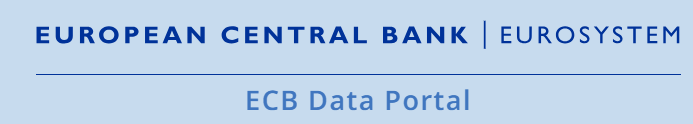 EUROPEAN CENTRAL BANK | EUROSYSTEM
ECB Data Portal